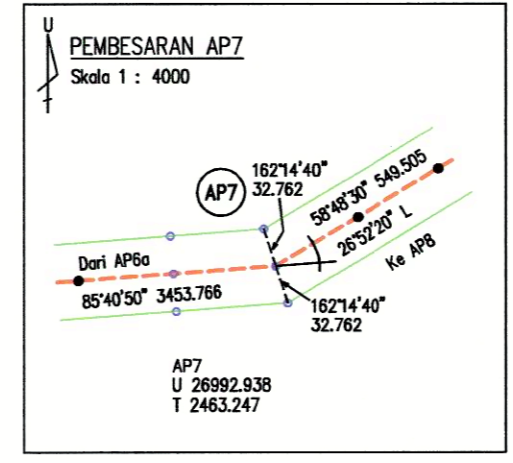 U
PEMBESARAN AP7
Skala 1 : 4000
AP7
162°14'40"
32.762
58°48'30" 549.505
26°52'20" L
Ke AP8
Dari AP6a
85°40'50" 3453.766
162°14'40"
32.762
AP7
U 26992.938
T 2463.247